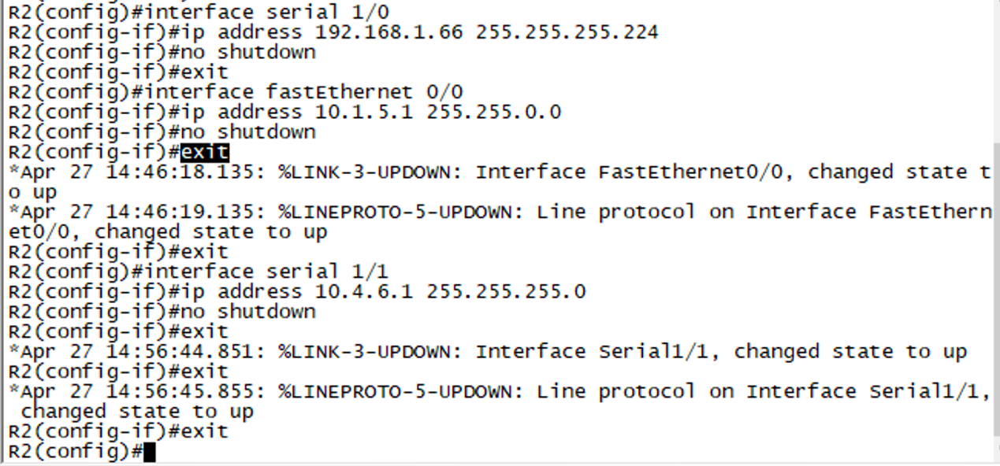 R2(config)#interface serial 1/0
R2(config-if)#ip address 192.168.1.66 255.255.255.224
R2(config-if)#no shutdown
R2(config-if)#exit
R2(config)#interface fastEthernet 0/0
R2(config-if)#ip address 10.1.5.1 255.255.0.0
R2(config-if)#no shutdown
R2(config-if)#exit
*Apr 27 14:46:18.135: %LINK-3-UPDOWN: Interface FastEthernet0/0, changed state t
o up
*Apr 27 14:46:19.135: %LINEPROTO-5-UPDOWN: Line protocol on Interface FastEthern
et0/0, changed state to up
R2(config-if)#exit
R2(config)#interface serial 1/1
R2(config-if)#ip address 10.4.6.1 255.255.255.0
R2(config-if)#no shutdown
R2(config-if)#exit
*Apr 27 14:56:44.851: %LINK-3-UPDOWN: Interface Serial1/1, changed state to up
R2(config-if)#exit
*Apr 27 14:56:45.855: %LINEPROTO-5-UPDOWN: Line protocol on Interface Serial1/1,
 changed state to up
R2(config-if)#exit
R2(config)#